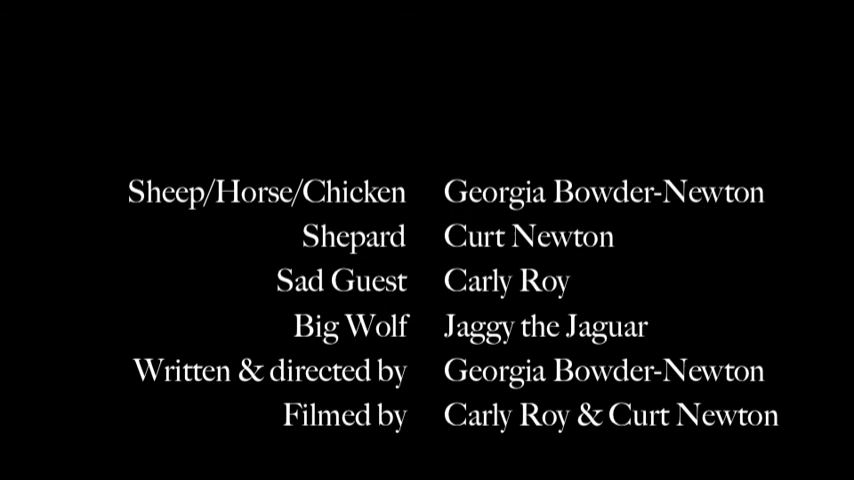 Sheep/Horse/Chicken Georgia Bowder-Newton
Shepard Curt Newton
Sad Guest Carly Roy
Big Wolf Jaggy the Jaguar
Written & directed by Georgia Bowder-Newton
Filmed by Carly Roy & Curt Newton